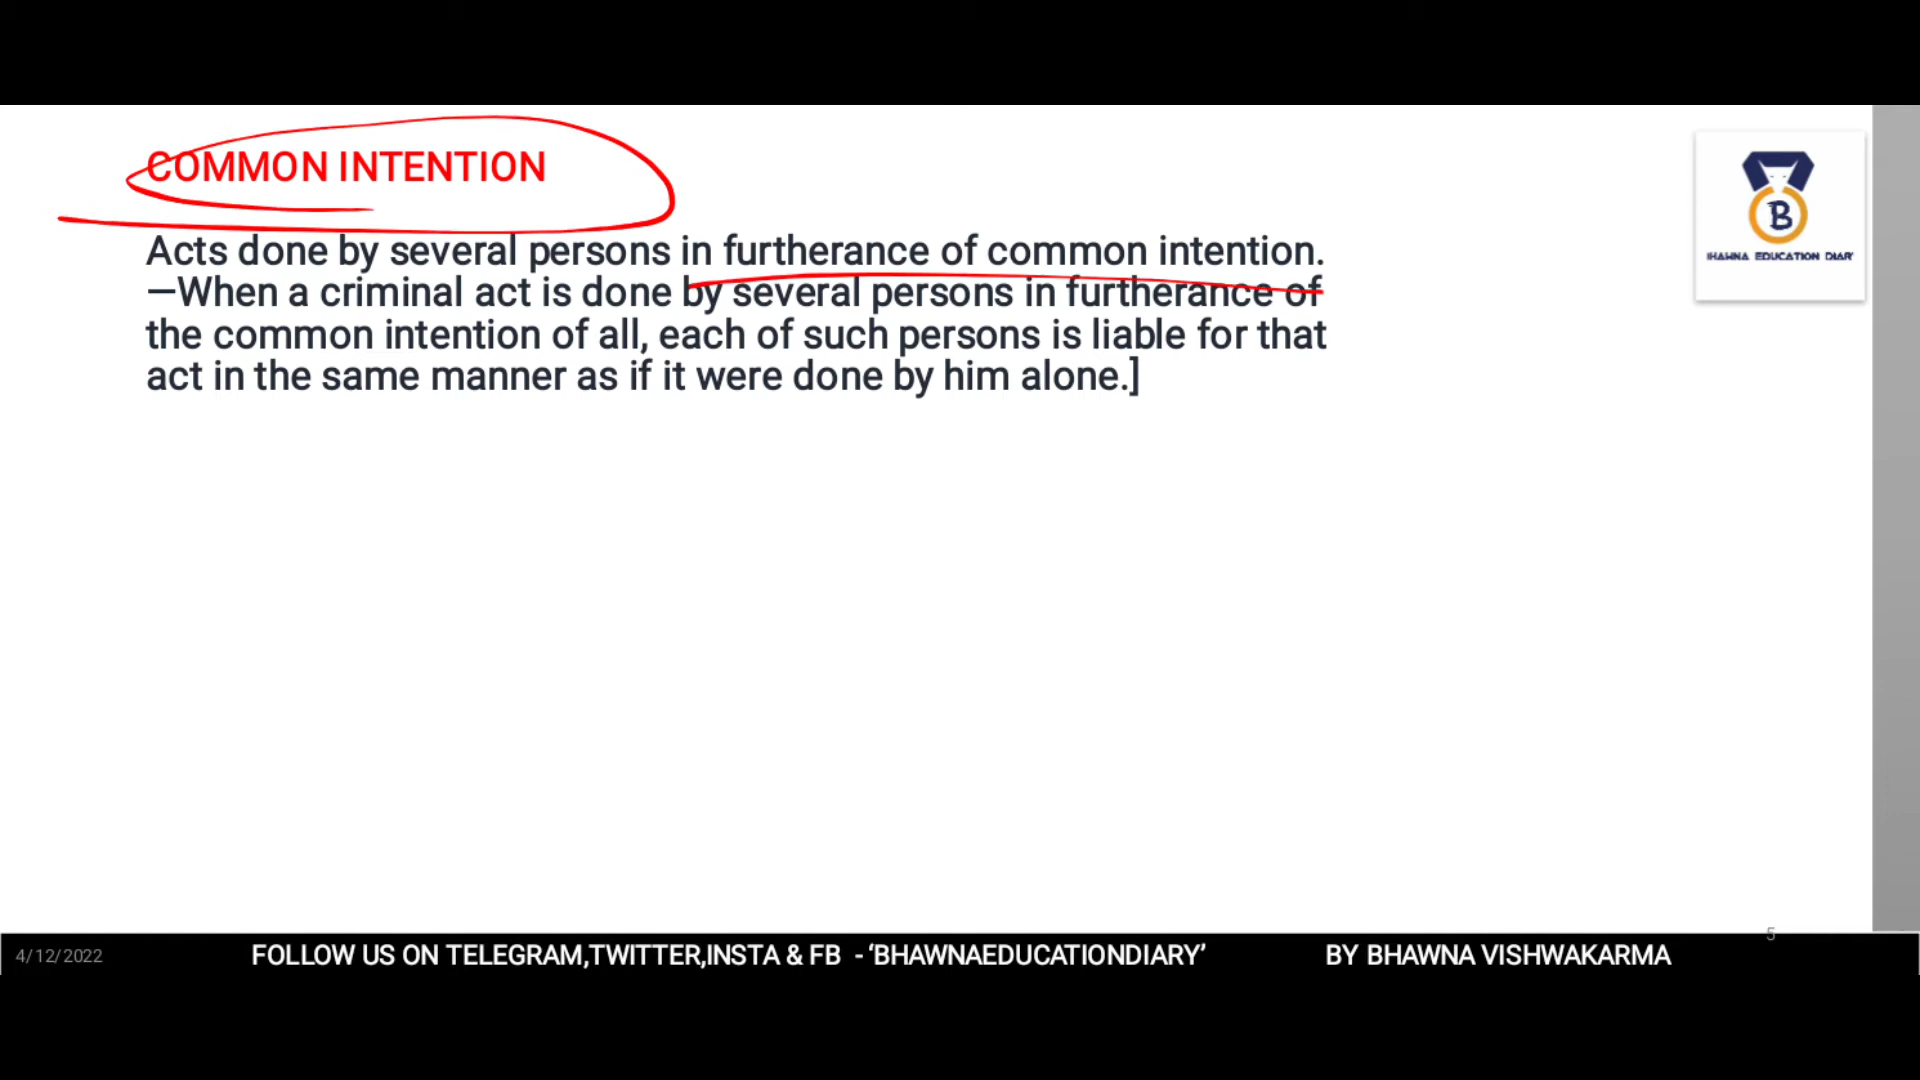 COMMON INTENTION
Acts done by several persons in furtherance of common intention.
—When a criminal act is done by several persons in furtherance of
the common intention of all, each of such persons is liable for that
act in the same manner as if it were done by him alone.]
B
BHAWNA EDUCATION DIARY
5
4/12/2022
FOLLOW US ON TELEGRAM,TWITTER,INSTA & FB - ‘BHAWNAEDUCATIONDIARY’
BY BHAWNA VISHWAKARMA